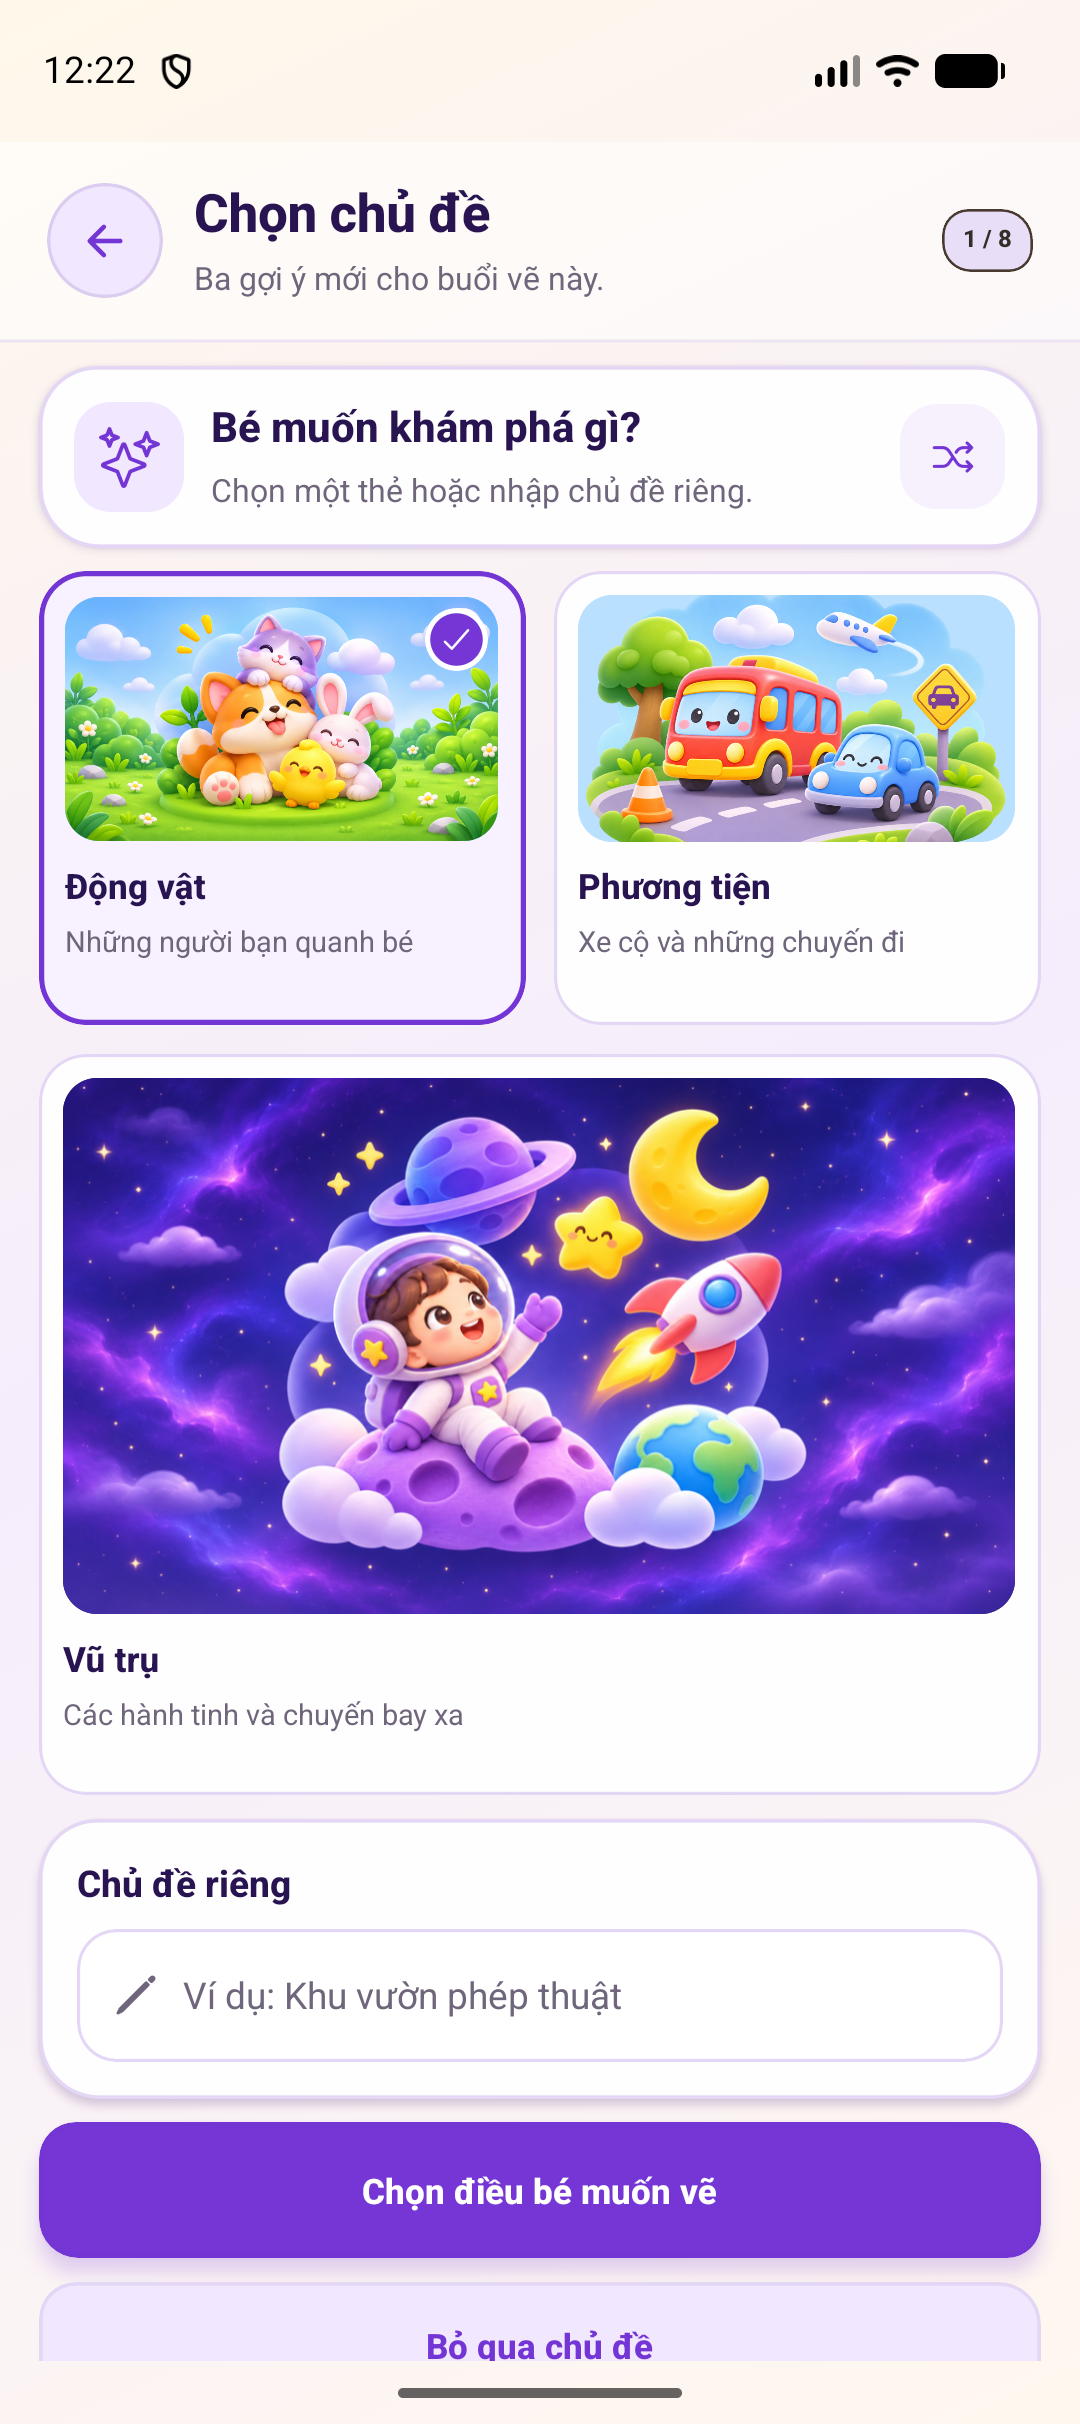 12:22
Chọn chủ đề
Ba gợi ý mới cho buổi vẽ này.
1 / 8
Bé muốn khám phá gì?
Chọn một thẻ hoặc nhập chủ đề riêng.
Động vật
Những người bạn quanh bé
Phương tiện
Xe cộ và những chuyến đi
Vũ trụ
Các hành tinh và chuyến bay xa
Chủ đề riêng
Ví dụ: Khu vườn phép thuật
Chọn điều bé muốn vẽ
Bỏ qua chủ đề